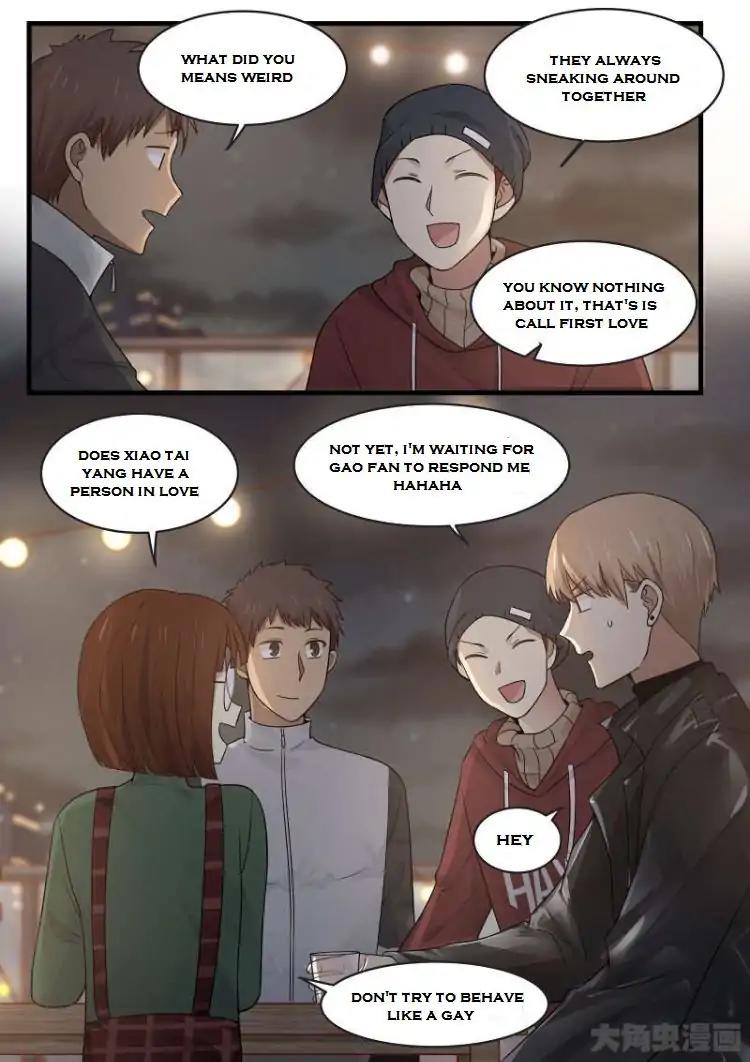 WHAT DID YOU
MEANS WEIRD
THEY ALWAYS
SNEAKING AROUND
TOGETHER
YOU KNOW NOTHING
ABOUT IT, THAT'S IS
CALL FIRST LOVE
DOES XIAO TAI
YANG HAVE A
PERSON IN LOVE
NOT YET, I'M WAITING FOR
GAO FAN TO RESPOND ME
HAHAHA
HEY
DON'T TRY TO BEHAVE
LIKE A GAY
大角虫漫画